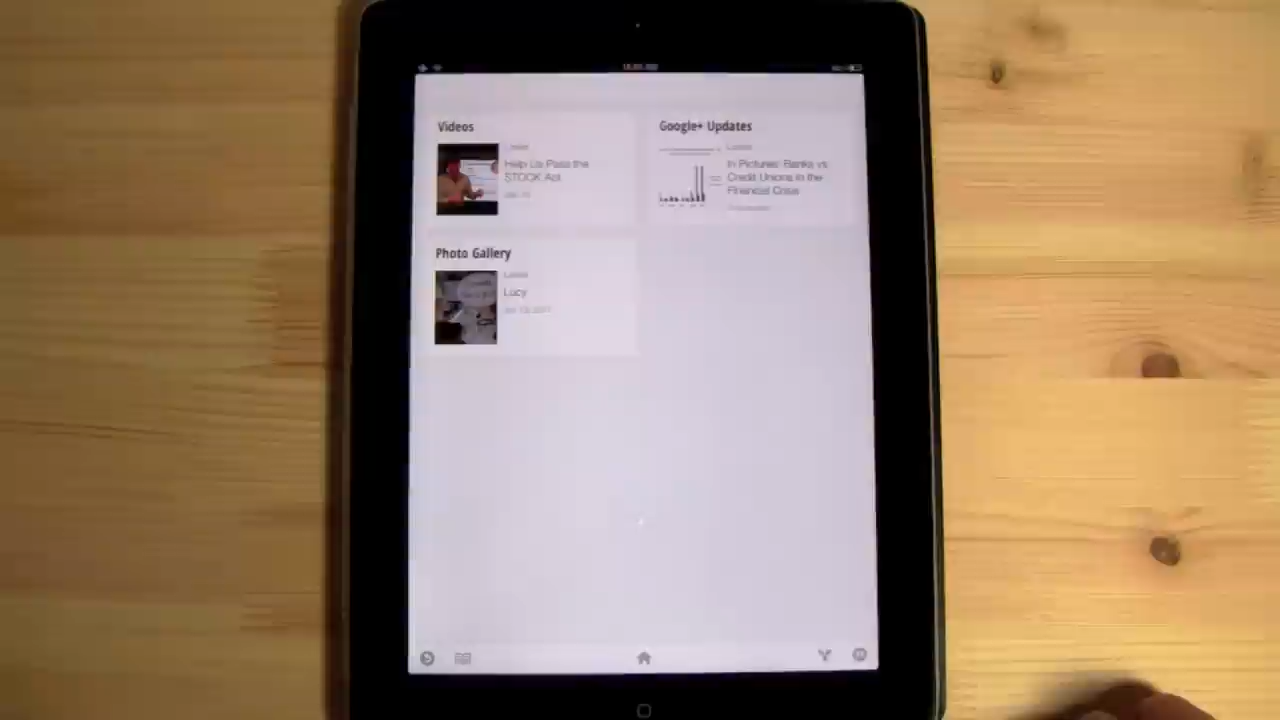 Videos
Help Us Pass the
STOCK Act
Google+ Updates
In Pictures: Banks vs
Credit Unions in the
Financial Crisis
Photo Gallery
Lucy